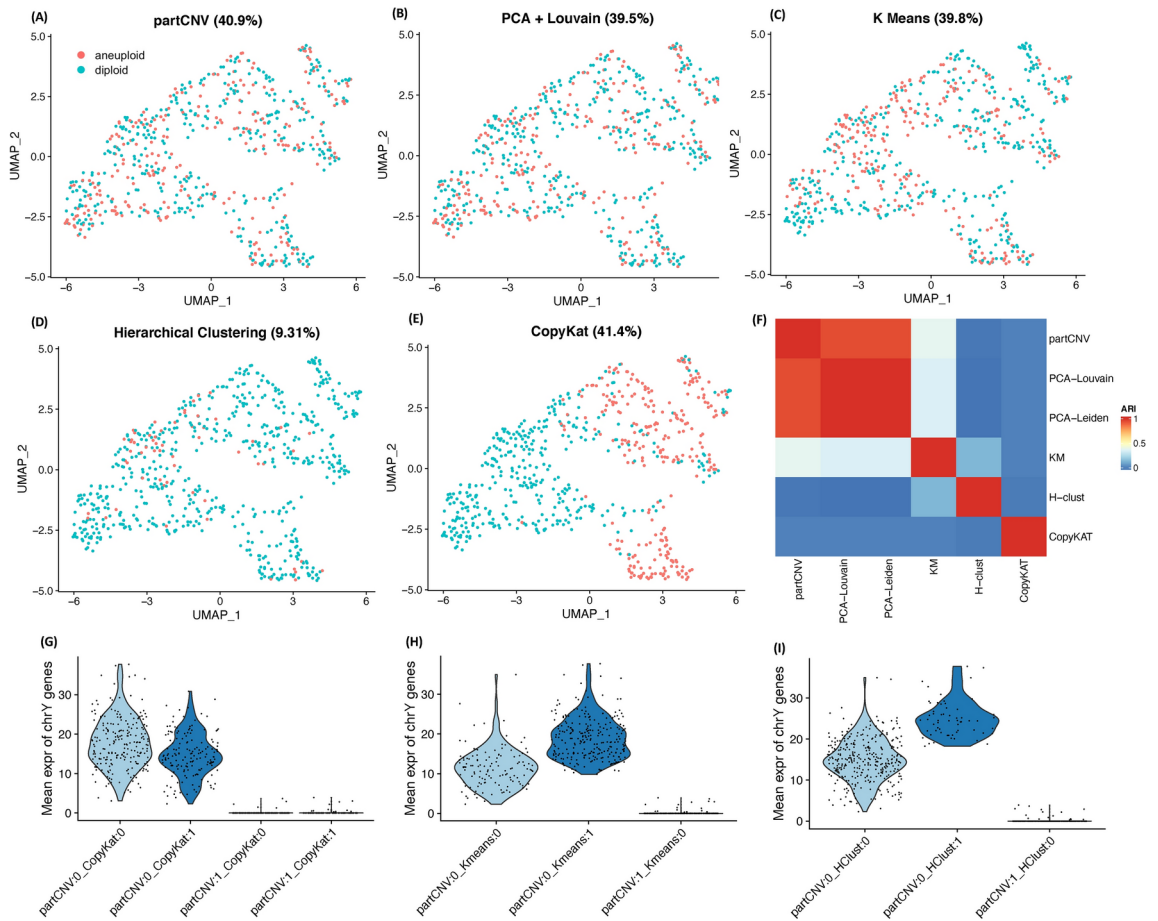 (A)
partCNV (40.9%)
aneuploid
diploid
5.0
2.5
0.0
−2.5
−5.0
UMAP_2
−6
−3
0
3
6
UMAP_1
(B)
PCA + Louvain (39.5%)
5.0
2.5
0.0
−2.5
−5.0
UMAP_2
−6
−3
0
3
UMAP_1
(C)
K Means (39.8%)
5.0
2.5
0.0
−2.5
−5.0
UMAP_2
−6
−3
0
3
6
UMAP_1
(D)
Hierarchical Clustering (9.31%)
5.0
2.5
0.0
−2.5
−5.0
UMAP_2
−6
−3
0
3
6
UMAP_1
(E)
CopyKat (41.4%)
5.0
2.5
0.0
−2.5
−5.0
UMAP_2
−6
−3
0
3
6
UMAP_1
(F)
partCNV
PCA−Louvain
PCA−Leiden
KM
H−clust
CopyKAT
ARI
1
0.5
0
partCNV
PCA−Louvain
PCA−Leiden
KM
H−clust
CopyKAT
(G)
Mean expr of chrY genes
30
20
10
0
partCNV:0_CopyKat:0
partCNV:0_CopyKat:1
partCNV:1_CopyKat:0
partCNV:1_CopyKat:1
(H)
Mean expr of chrY genes
30
20
10
0
partCNV:0_Kmeans:0
partCNV:0_Kmeans:1
partCNV:1_Kmeans:0
(I)
Mean expr of chrY genes
30
20
10
0
partCNV:0_HClust:0
partCNV:0_HClust:1
partCNV:1_HClust:0